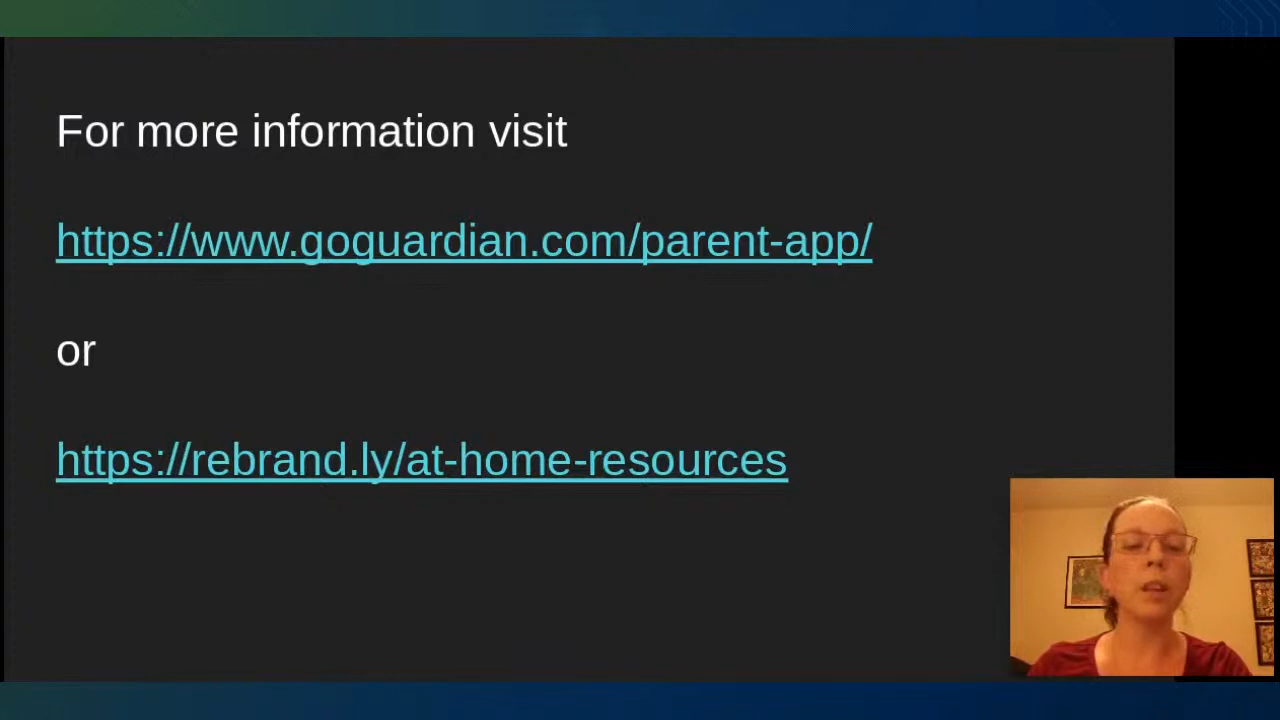 For more information visit
https://www.goguardian.com/parent-app/
or
https://rebrand.ly/at-home-resources